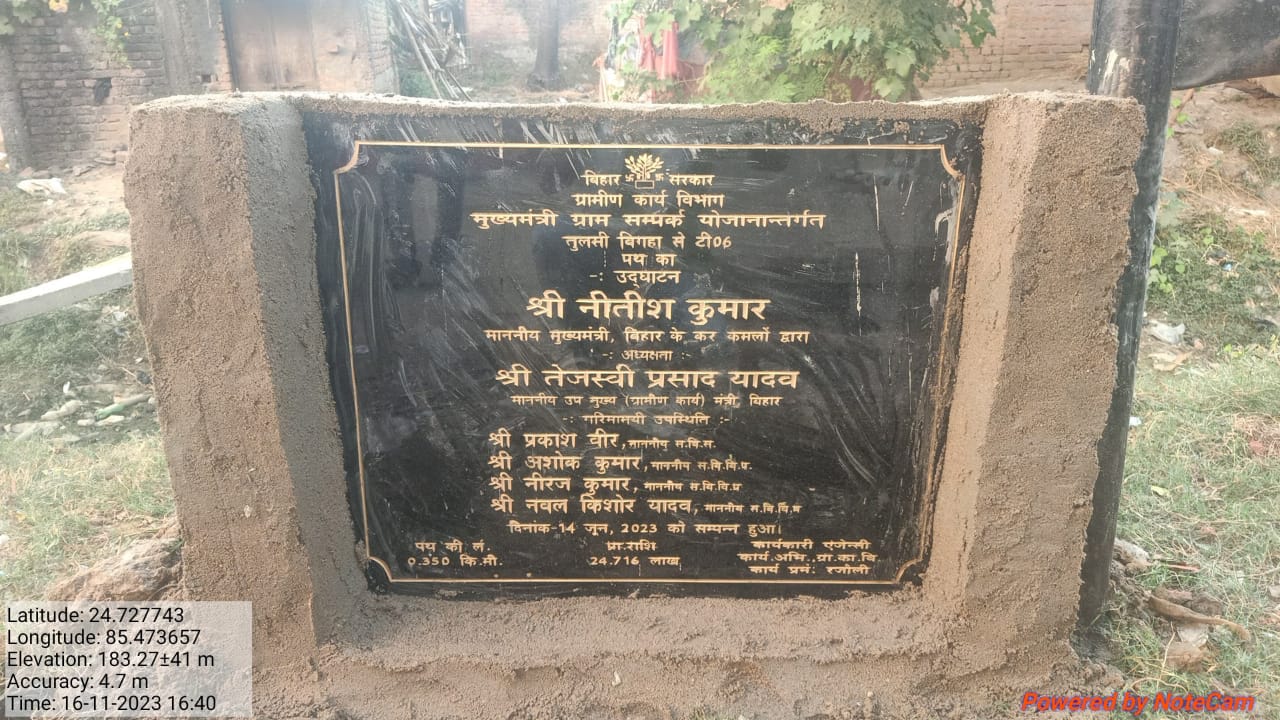 बिहार सरकार
ग्रामीण कार्य विभाग
मुख्यमंत्री ग्राम सम्पर्क योजानान्तर्गत
तुलसी बिगहा से टी06
पथ का
-: उद्घाटन
श्री नीतीश कुमार
माननीय मुख्यमंत्री, बिहार के कर कमलों द्वारा
-: अध्यक्षता :-
श्री तेजस्वी प्रसाद यादव
माननीय उप मुख्य (ग्रामीण कार्य) मंत्री, बिहार
-: गरिमामयी उपस्थिति :-
श्री प्रकाश वीर, माननीय स.वि.स.
श्री अशोक कुमार, माननीय स.वि.वि.प.
श्री नीरज कुमार, माननीय स.वि.वि.प
श्री नवल किशोर यादव, माननीय स.वि.वि.प
दिनांक-14 जून, 2023 को सम्पन्न हुआ।
पथ की लं. प्रा.राशि कार्यकारी एजेन्सी
0.350 कि.मी. 24.716 लाख कार्य.अभि., ग्रा.का.वि.
कार्य प्रमं: रजौली
Latitude: 24.727743
Longitude: 85.473657
Elevation: 183.27±41 m
Accuracy: 4.7 m
Time: 16-11-2023 16:40
Powered by NoteCam